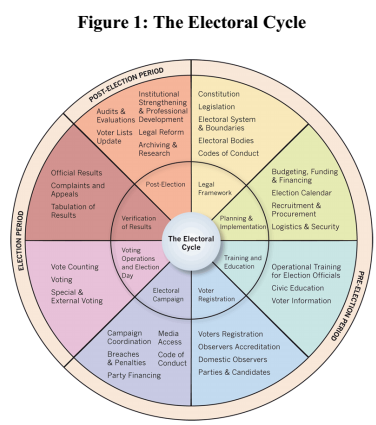 Figure 1: The Electoral Cycle
POST-ELECTION PERIOD
Institutional
Strengthening
& Professional
Development
Legal Reform
Archiving &
Research
Audits &
Evaluations
Voter Lists
Update
Post-Election
Constitution
Legislation
Electoral System
& Boundaries
Electoral Bodies
Codes of Conduct
Legal
Framework
Budgeting, Funding
& Financing
Election Calendar
Recruitment &
Procurement
Logistics & Security
Planning &
Implementation
PRE-ELECTION PERIOD
Operational Training
for Election Officials
Civic Education
Voter Information
Training and
Education
Voters Registration
Observers Accreditation
Domestic Observers
Parties & Candidates
Voter
Registration
Campaign
Coordination
Breaches
& Penalties
Party Financing
Media
Access
Code of
Conduct
Electoral
Campaign
ELECTION PERIOD
Vote Counting
Voting
Special &
External Voting
Voting
Operations
and Election
Day
Official Results
Complaints and
Appeals
Tabulation of
Results
Verification
of Results
The Electoral
Cycle